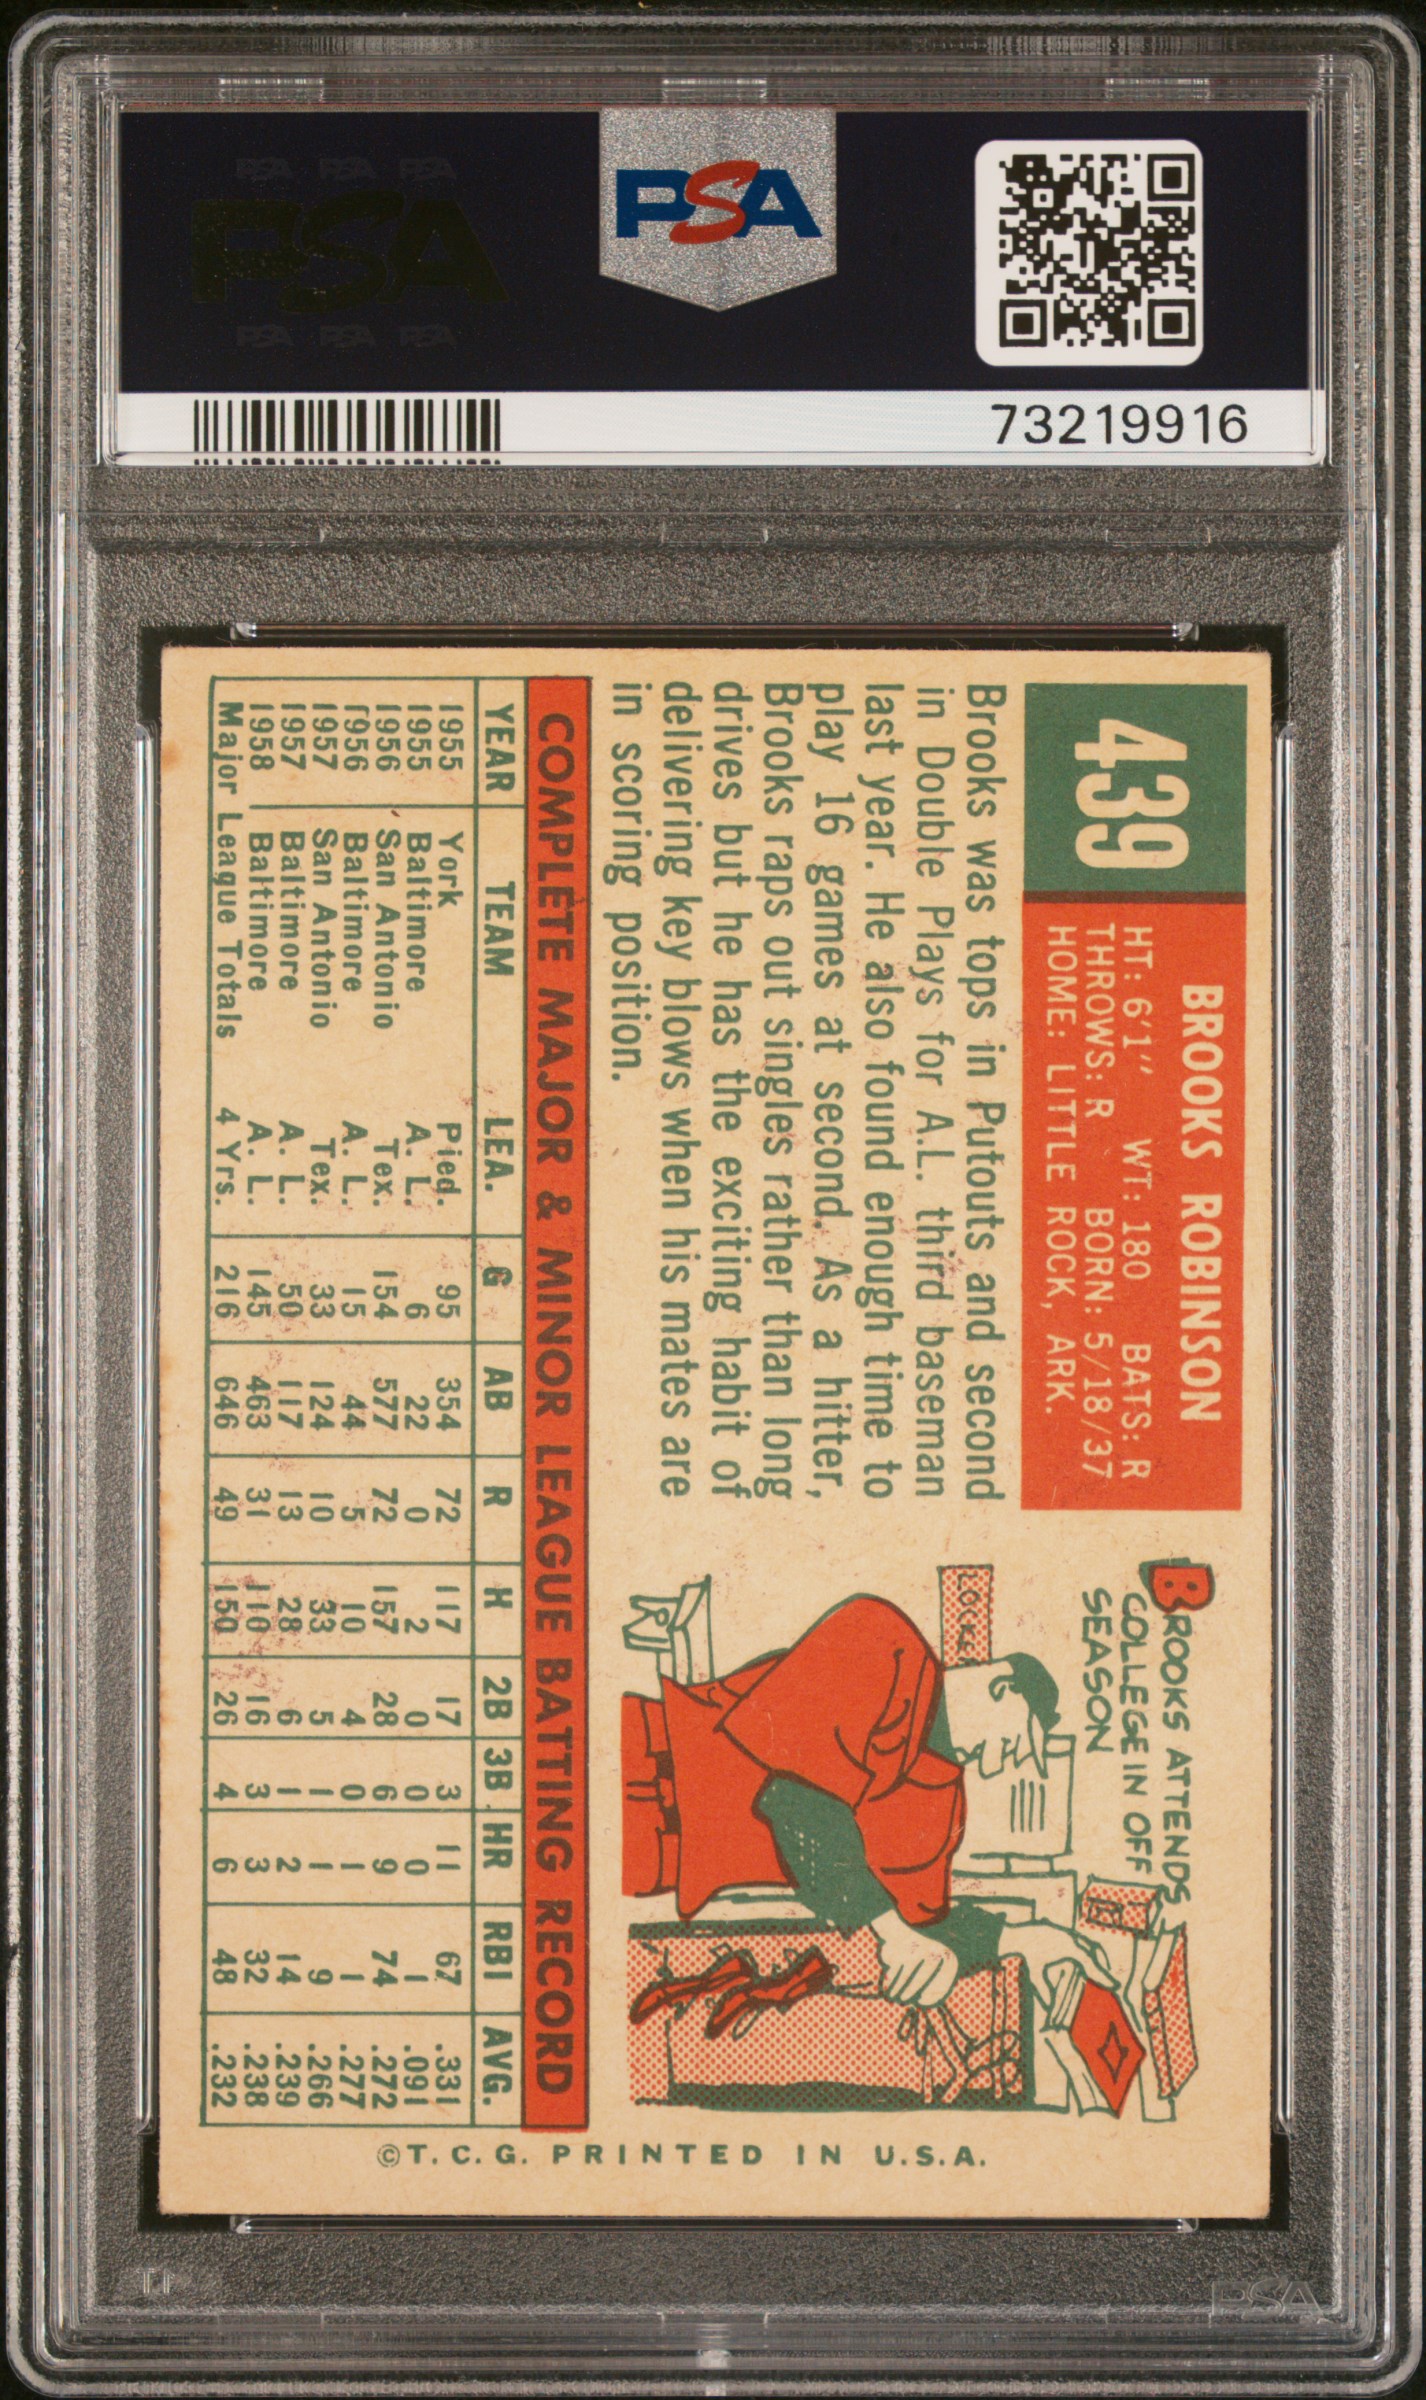 PSA PSA PSA
PSA
PSA PSA PSA
PSA
73219916
439
BROOKS ROBINSON
HT: 6'1" WT: 180 BATS: R
THROWS: R BORN: 5/18/37
HOME: LITTLE ROCK, ARK.
Brooks was tops in Putouts and second
in Double Plays for A.L. third baseman
last year. He also found enough time to
play 16 games at second. As a hitter,
Brooks raps out singles rather than long
drives but he has the exciting habit of
delivering key blows when his mates are
in scoring position.
BROOKS ATTENDS
COLLEGE IN OFF
SEASON
LOCKE
COMPLETE MAJOR & MINOR LEAGUE BATTING RECORD
YEAR TEAM LEA. G AB R H 2B 3B HR RBI AVG.
1955 York Pied. 95 354 72 117 17 3 11 67 .331
1955 Baltimore A. L. 6 22 0 2 0 0 0 1 .091
1956 San Antonio Tex. 154 577 72 157 28 6 9 74 .272
1956 Baltimore A. L. 15 44 5 10 4 0 1 1 .277
1957 San Antonio Tex. 33 124 10 33 5 1 1 9 .266
1957 Baltimore A. L. 50 117 13 28 6 1 2 14 .239
1958 Baltimore A. L. 145 463 31 110 16 3 3 32 .238
Major League Totals 4 Yrs. 216 646 49 150 26 4 6 48 .232
©T. C. G. PRINTED IN U.S.A.
PSA